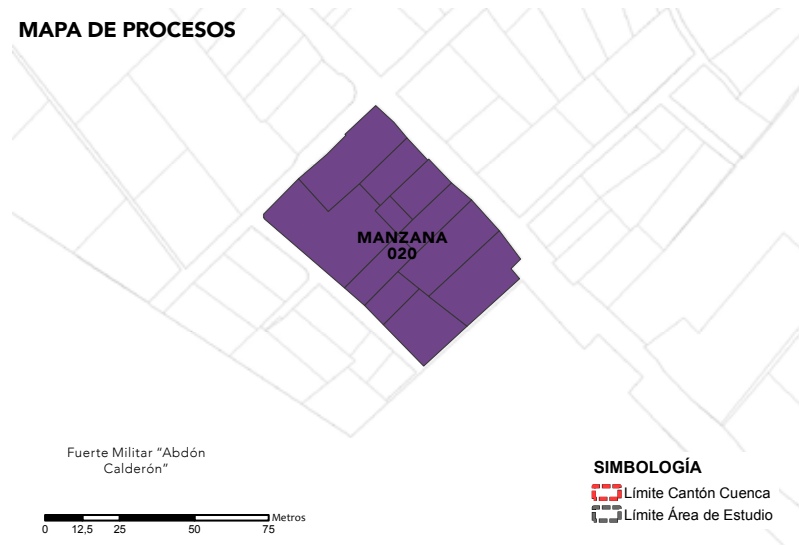 MAPA DE PROCESOS
MANZANA
020
Fuerte Militar “Abdón
Calderón”
Metros
0 12,5 25 50 75
SIMBOLOGÍA
Límite Cantón Cuenca
Límite Área de Estudio